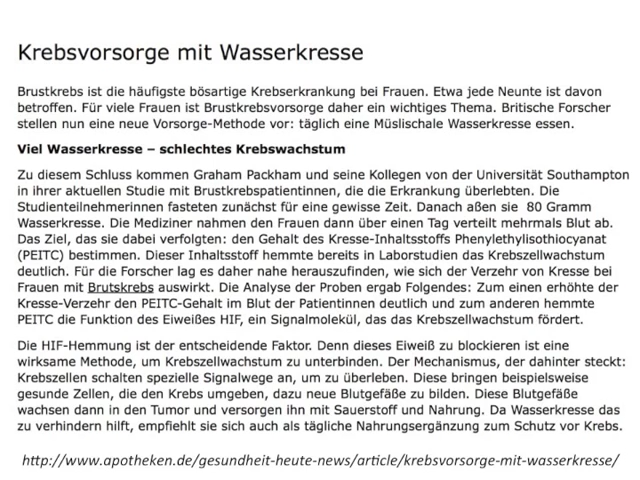 Krebsvorsorge mit Wasserkresse
Brustkrebs ist die häufigste bösartige Krebserkrankung bei Frauen. Etwa jede Neunte ist davon
betroffen. Für viele Frauen ist Brustkrebsvorsorge daher ein wichtiges Thema. Britische Forscher
stellen nun eine neue Vorsorge-Methode vor: täglich eine Müslischale Wasserkresse essen.
Viel Wasserkresse – schlechtes Krebswachstum
Zu diesem Schluss kommen Graham Packham und seine Kollegen von der Universität Southampton
in ihrer aktuellen Studie mit Brustkrebspatientinnen, die die Erkrankung überlebten. Die
Studienteilnehmerinnen fasteten zunächst für eine gewisse Zeit. Danach aßen sie 80 Gramm
Wasserkresse. Die Mediziner nahmen den Frauen dann über einen Tag verteilt mehrmals Blut ab.
Das Ziel, das sie dabei verfolgten: den Gehalt des Kresse-Inhaltsstoffs Phenylethylisothiocyanat
(PEITC) bestimmen. Dieser Inhaltsstoff hemmte bereits in Laborstudien das Krebszellwachstum
deutlich. Für die Forscher lag es daher nahe herauszufinden, wie sich der Verzehr von Kresse bei
Frauen mit Brutskrebs auswirkt. Die Analyse der Proben ergab Folgendes: Zum einen erhöhte der
Kresse-Verzehr den PEITC-Gehalt im Blut der Patientinnen deutlich und zum anderen hemmte
PEITC die Funktion des Eiweißes HIF, ein Signalmolekül, das das Krebszellwachstum fördert.
Die HIF-Hemmung ist der entscheidende Faktor. Denn dieses Eiweiß zu blockieren ist eine
wirksame Methode, um Krebszellwachstum zu unterbinden. Der Mechanismus, der dahinter steckt:
Krebszellen schalten spezielle Signalwege an, um zu überleben. Diese bringen beispielsweise
gesunde Zellen, die den Krebs umgeben, dazu neue Blutgefäße zu bilden. Diese Blutgefäße
wachsen dann in den Tumor und versorgen ihn mit Sauerstoff und Nahrung. Da Wasserkresse das
zu verhindern hilft, empfiehlt sie sich auch als tägliche Nahrungsergänzung zum Schutz vor Krebs.
http://www.apotheken.de/gesundheit-heute-news/article/krebsvorsorge-mit-wasserkresse/